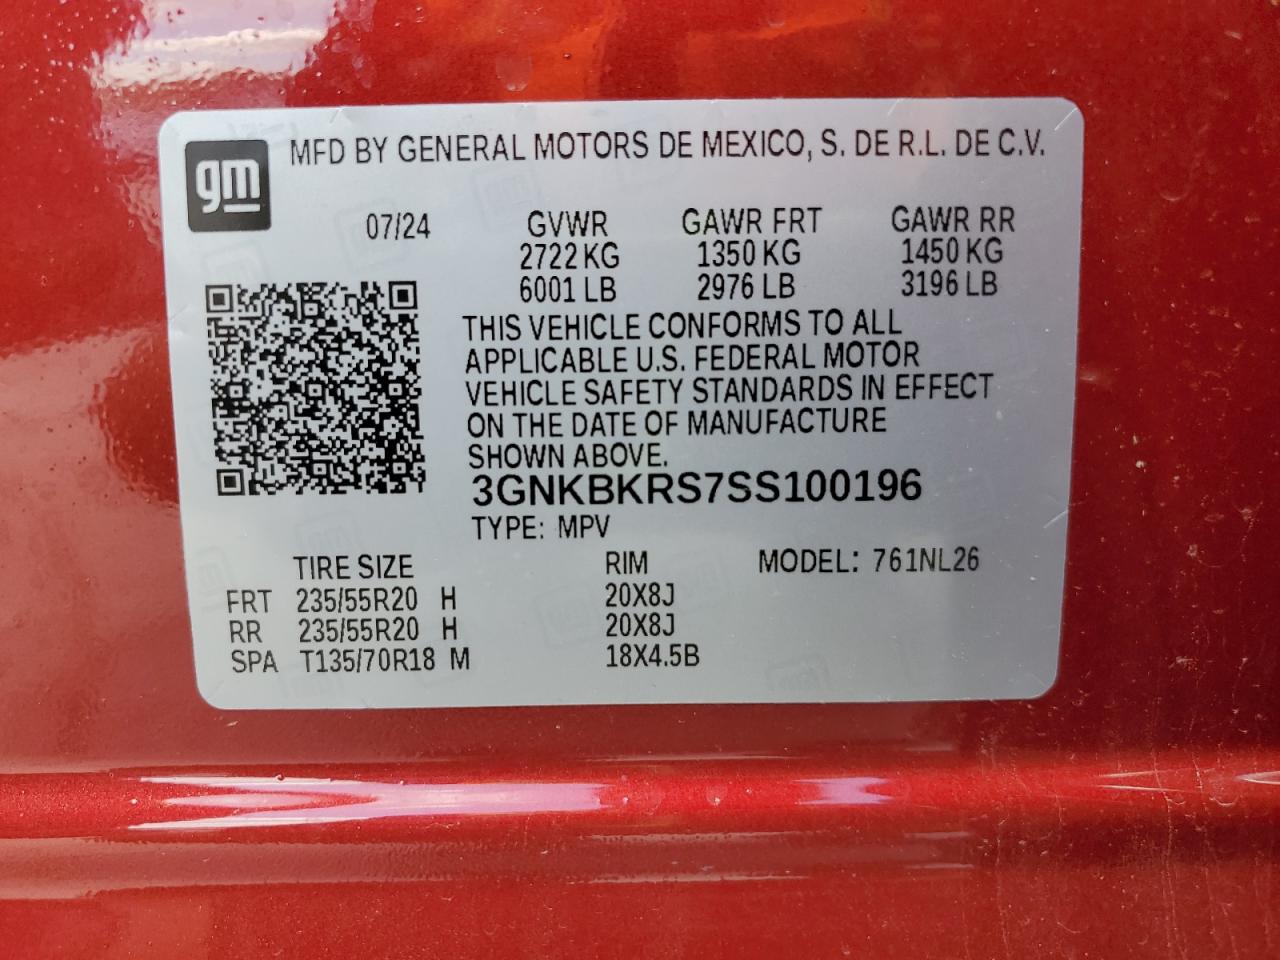 gm
MFD BY GENERAL MOTORS DE MEXICO, S. DE R.L. DE C.V.
07/24 GVWR GAWR FRT GAWR RR
2722 KG 1350 KG 1450 KG
6001 LB 2976 LB 3196 LB
THIS VEHICLE CONFORMS TO ALL
APPLICABLE U.S. FEDERAL MOTOR
VEHICLE SAFETY STANDARDS IN EFFECT
ON THE DATE OF MANUFACTURE
SHOWN ABOVE.
3GNKBKRS7SS100196
TYPE: MPV
TIRE SIZE RIM MODEL: 761NL26
FRT 235/55R20 H 20X8J
RR 235/55R20 H 20X8J
SPA T135/70R18 M 18X4.5B